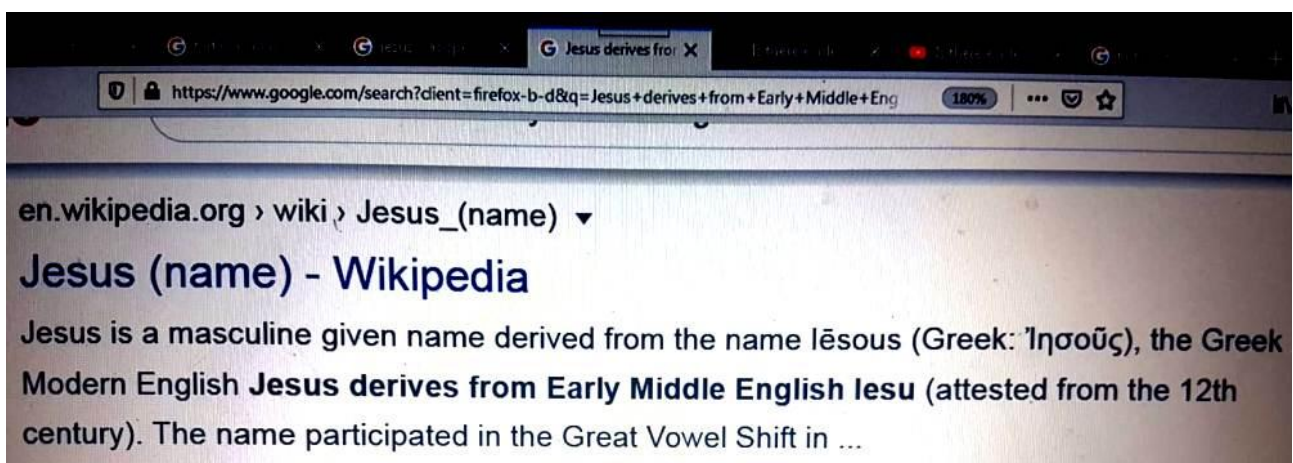 Jesus derives fror
https://www.google.com/search?client=firefox-b-d&q=Jesus+derives+from+Early+Middle+Eng 180%
en.wikipedia.org › wiki › Jesus_(name)
Jesus (name) - Wikipedia
Jesus is a masculine given name derived from the name Iēsous (Greek: Ἰησοῦς), the Greek
Modern English Jesus derives from Early Middle English Iesu (attested from the 12th
century). The name participated in the Great Vowel Shift in ...